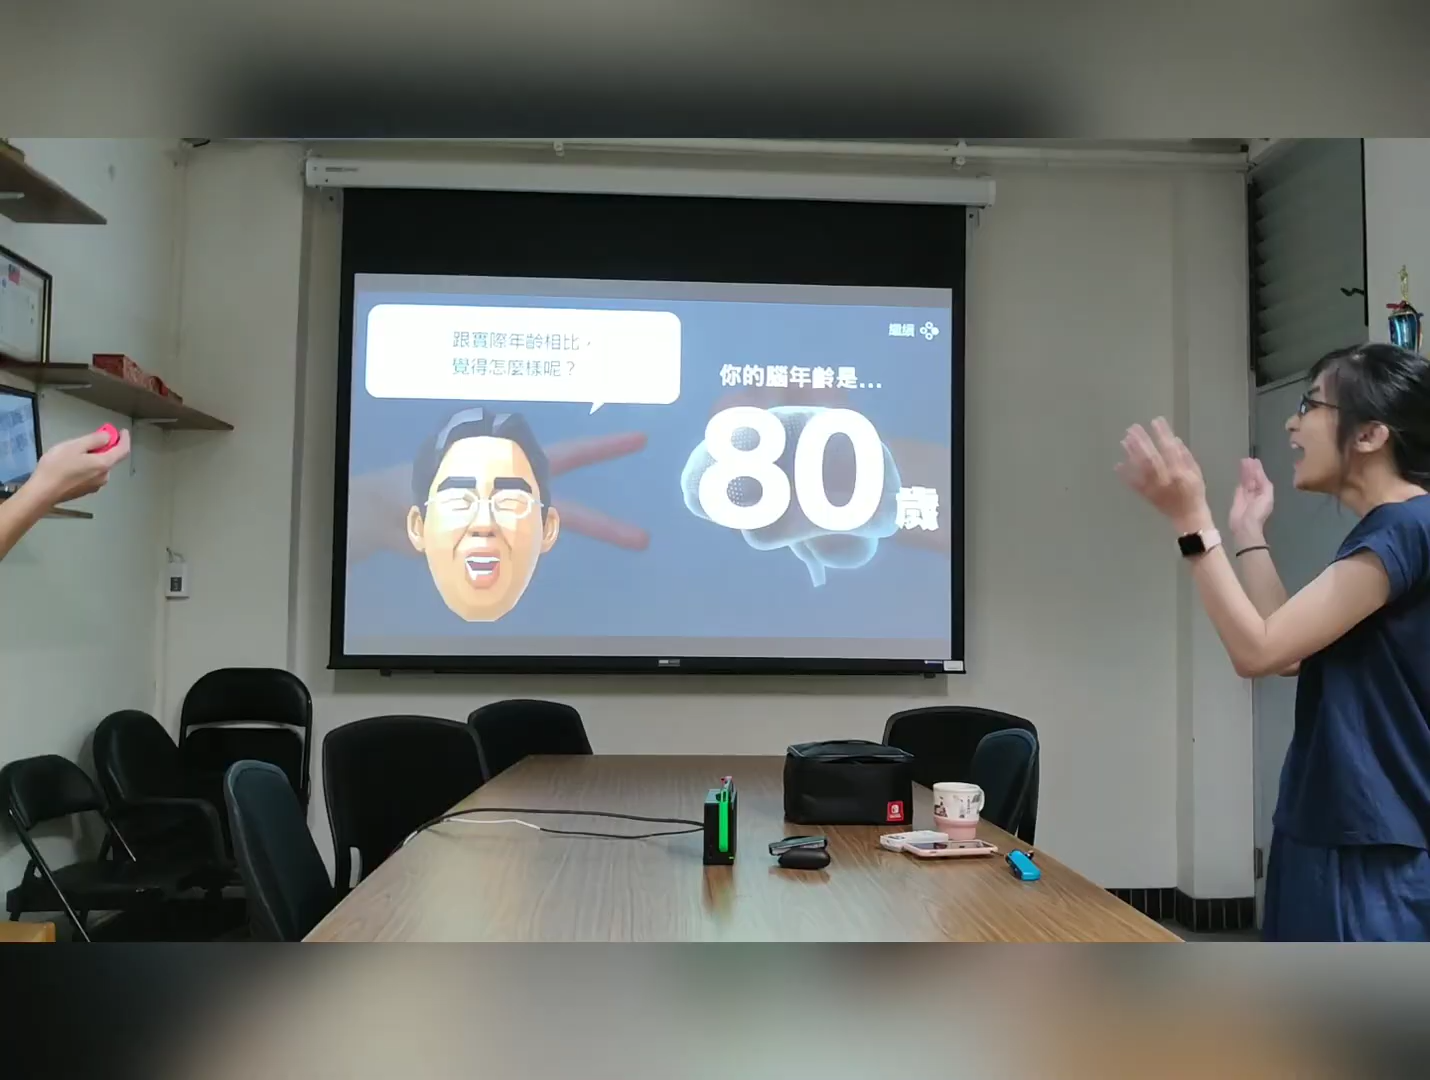 跟實際年齡相比，
覺得怎麼樣呢？
繼續
你的腦年齡是...
80
歲